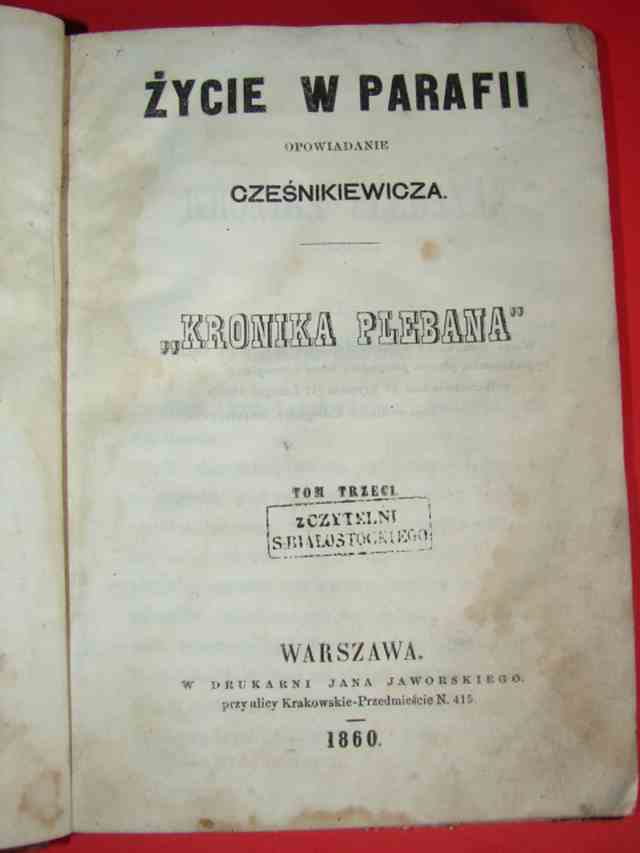 ŻYCIE W PARAFII
OPOWIADANIE
CZEŚNIKIEWICZA.
„KRONIKA PLEBANA”
TOM TRZECI.
z CZYTELNI
S.BIAŁOSTOCKIEGO
WARSZAWA.
W DRUKARNI JANA JAWORSKIEGO.
przy ulicy Krakowskie-Przedmieście N. 415
1860.